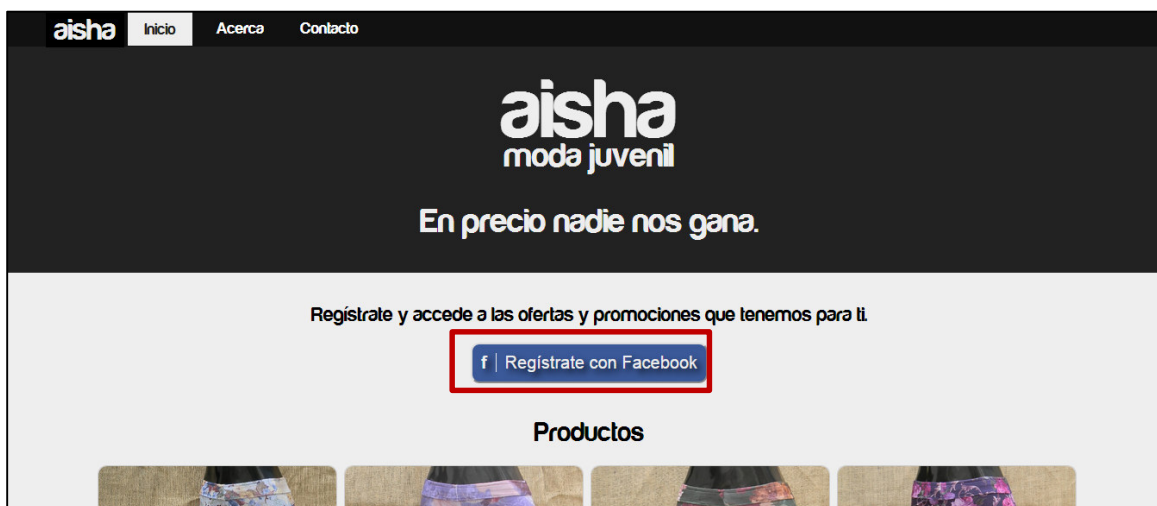 aisha Inicio Acerca Contacto
aisha
moda juvenil
En precio nadie nos gana.
Regístrate y accede a las ofertas y promociones que tenemos para ti.
f | Regístrate con Facebook
Productos